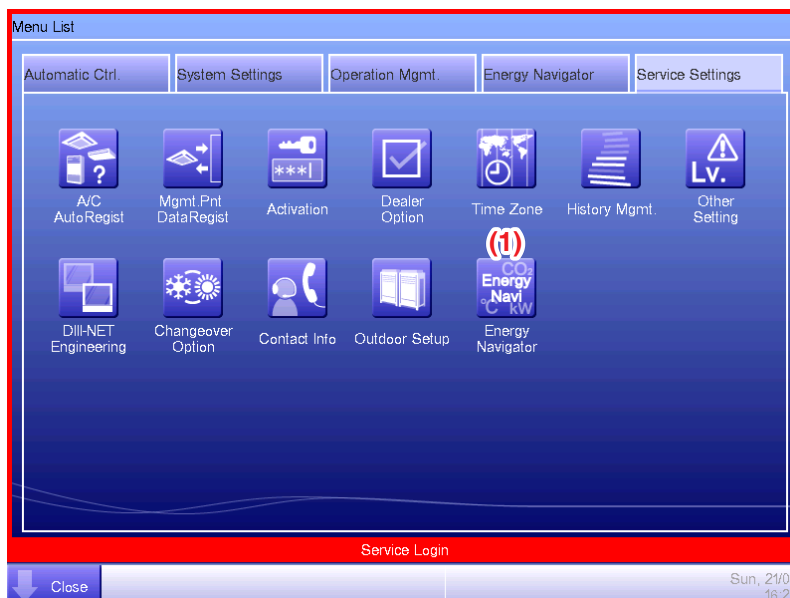 Menu List
Automatic Ctrl. System Settings Operation Mgmt. Energy Navigator Service Settings
?
***
Lv.
A/C
AutoRegist
Mgmt.Pnt
DataRegist
Activation
Dealer
Option
Time Zone
History Mgmt.
Other
Setting
(1)
CO2
Energy
Navi
°C kW
DIII-NET
Engineering
Changeover
Option
Contact Info
Outdoor Setup
Energy
Navigator
Service Login
Close
Sun, 21/0
16:2